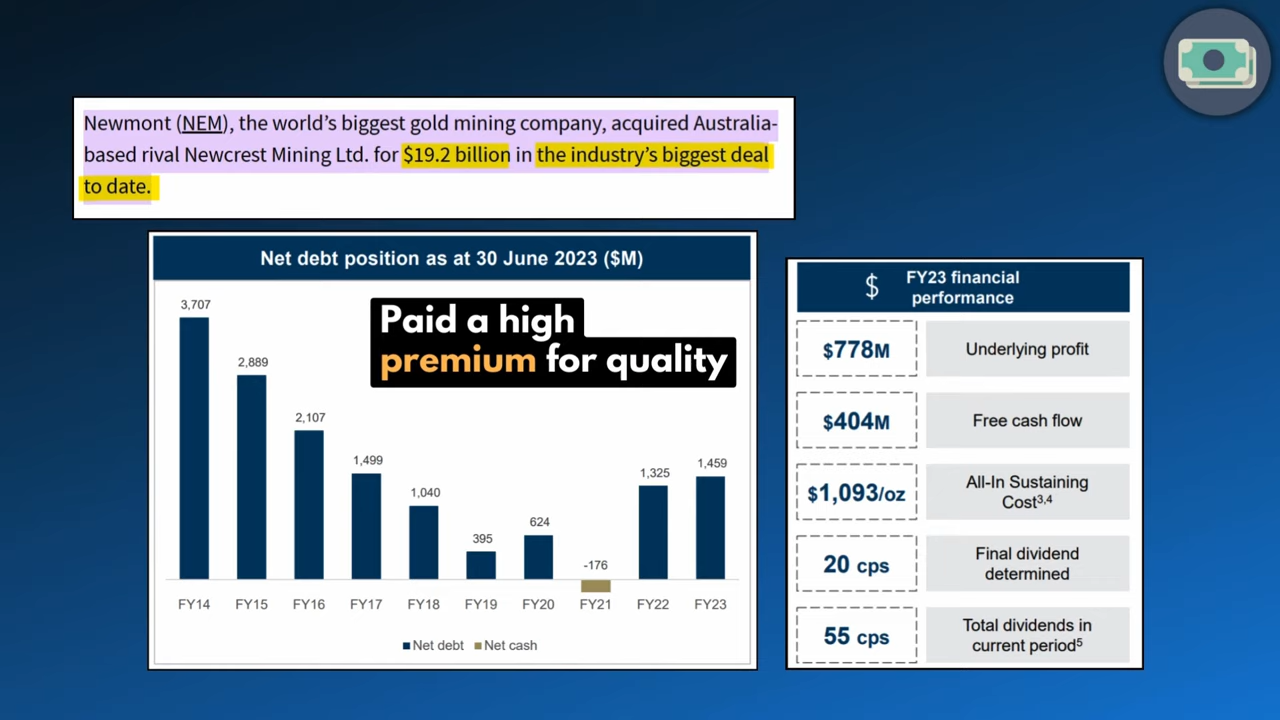 Newmont (NEM), the world’s biggest gold mining company, acquired Australia-
based rival Newcrest Mining Ltd. for $19.2 billion in the industry’s biggest deal
to date.
Net debt position as at 30 June 2023 ($M)
Paid a high
premium for quality
3,707
2,889
2,107
1,499
1,040
395
624
-176
1,325
1,459
FY14 FY15 FY16 FY17 FY18 FY19 FY20 FY21 FY22 FY23
Net debt Net cash
$ FY23 financial
performance
$778M Underlying profit
$404M Free cash flow
$1,093/oz All-In Sustaining
Cost3,4
20 cps Final dividend
determined
55 cps Total dividends in
current period5